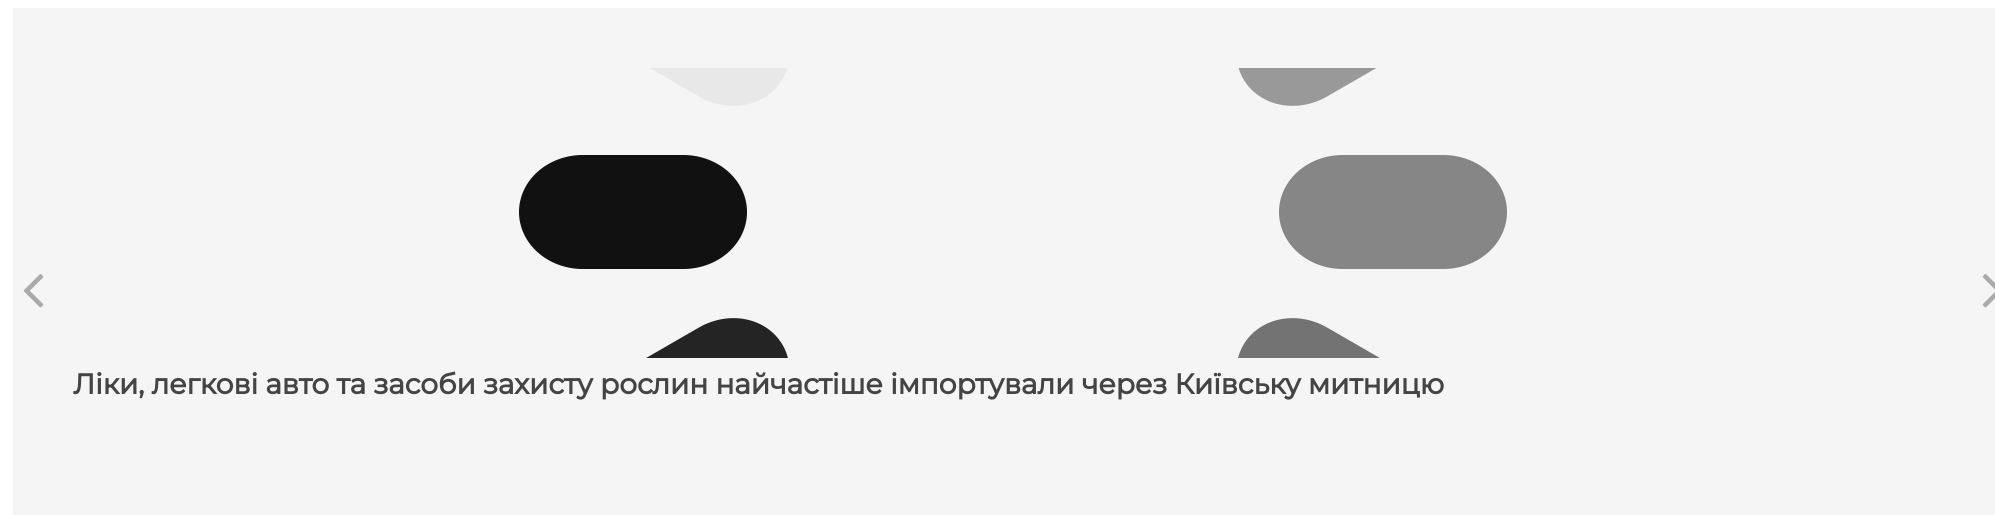 Ліки, легкові авто та засоби захисту рослин найчастіше імпортували через Київську митницю